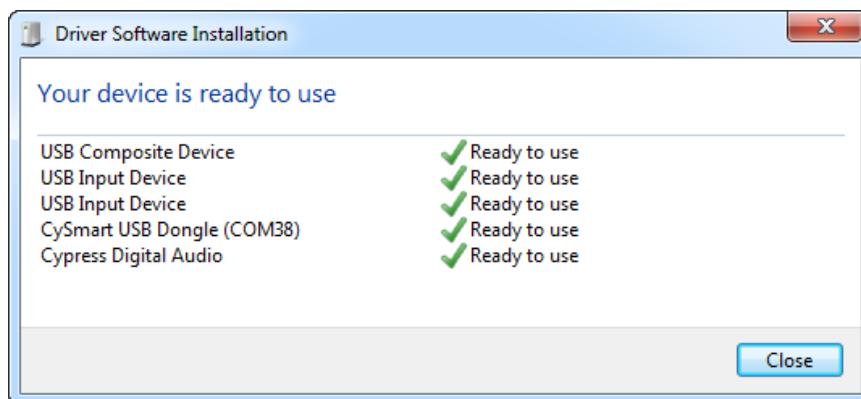 Driver Software Installation
Your device is ready to use
USB Composite Device Ready to use
USB Input Device Ready to use
USB Input Device Ready to use
CySmart USB Dongle (COM38) Ready to use
Cypress Digital Audio Ready to use
Close